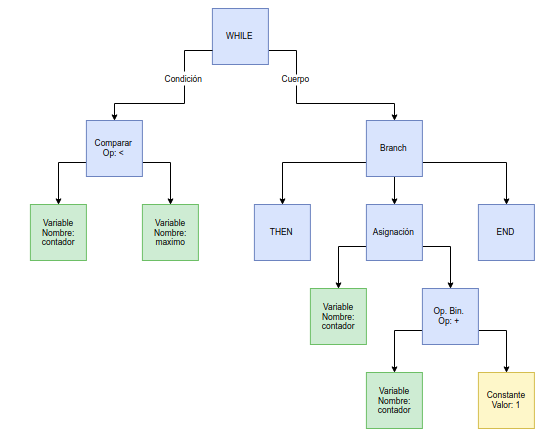 WHILE
Condición
Cuerpo
Comparar
Op: <
Branch
Variable
Nombre:
contador
Variable
Nombre:
maximo
THEN
Asignación
END
Variable
Nombre:
contador
Op. Bin.
Op: +
Variable
Nombre:
contador
Constante
Valor: 1